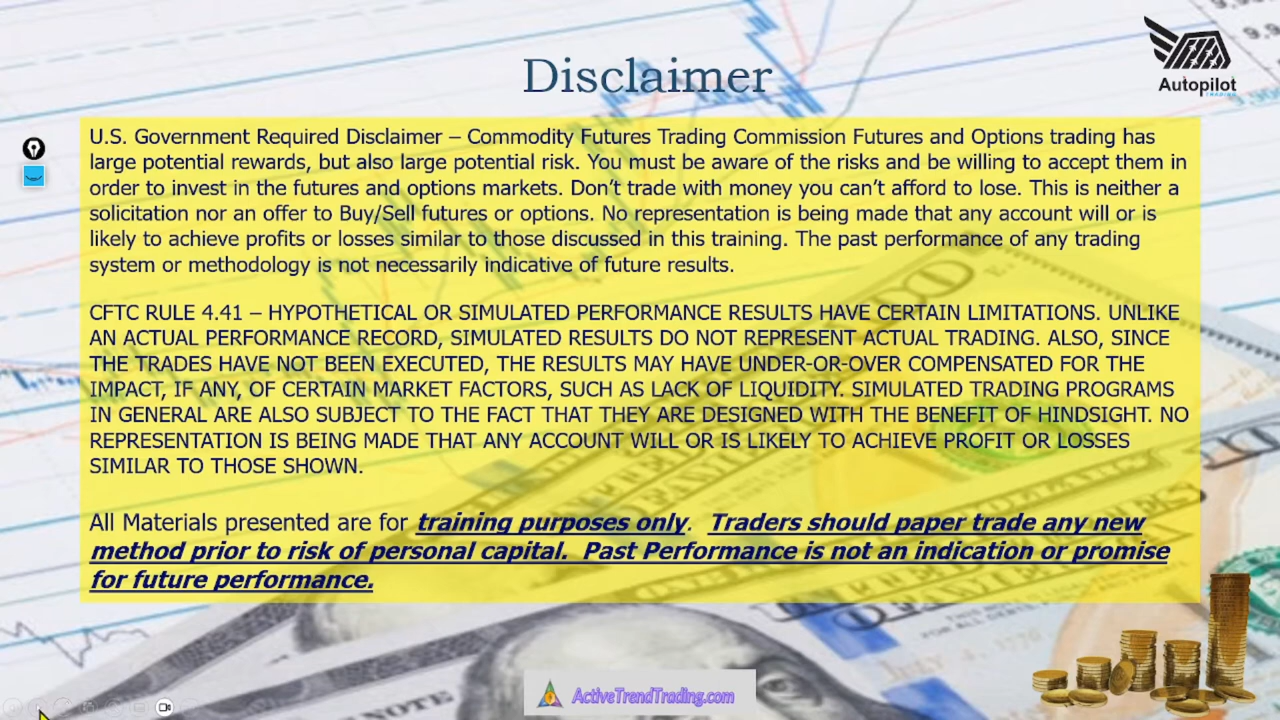 Disclaimer
Autopilot
TRADING
U.S. Government Required Disclaimer – Commodity Futures Trading Commission Futures and Options trading has
large potential rewards, but also large potential risk. You must be aware of the risks and be willing to accept them in
order to invest in the futures and options markets. Don’t trade with money you can’t afford to lose. This is neither a
solicitation nor an offer to Buy/Sell futures or options. No representation is being made that any account will or is
likely to achieve profits or losses similar to those discussed in this training. The past performance of any trading
system or methodology is not necessarily indicative of future results.
CFTC RULE 4.41 – HYPOTHETICAL OR SIMULATED PERFORMANCE RESULTS HAVE CERTAIN LIMITATIONS. UNLIKE
AN ACTUAL PERFORMANCE RECORD, SIMULATED RESULTS DO NOT REPRESENT ACTUAL TRADING. ALSO, SINCE
THE TRADES HAVE NOT BEEN EXECUTED, THE RESULTS MAY HAVE UNDER-OR-OVER COMPENSATED FOR THE
IMPACT, IF ANY, OF CERTAIN MARKET FACTORS, SUCH AS LACK OF LIQUIDITY. SIMULATED TRADING PROGRAMS
IN GENERAL ARE ALSO SUBJECT TO THE FACT THAT THEY ARE DESIGNED WITH THE BENEFIT OF HINDSIGHT. NO
REPRESENTATION IS BEING MADE THAT ANY ACCOUNT WILL OR IS LIKELY TO ACHIEVE PROFIT OR LOSSES
SIMILAR TO THOSE SHOWN.
All Materials presented are for training purposes only.  Traders should paper trade any new
method prior to risk of personal capital.  Past Performance is not an indication or promise
for future performance.
ActiveTrendTrading.com